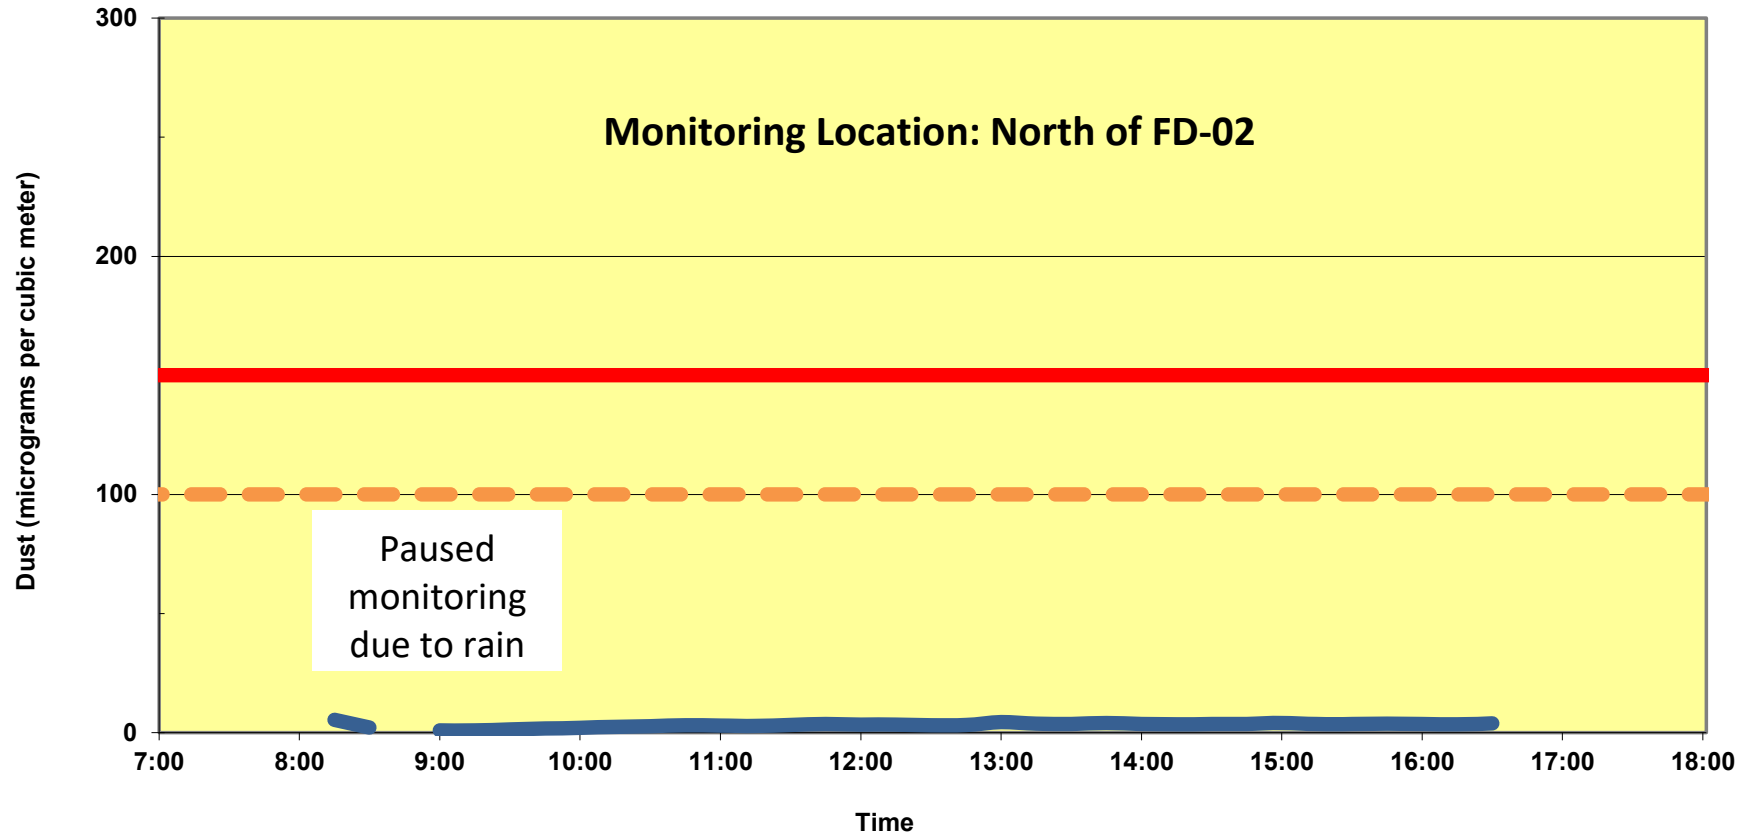 300
Monitoring Location: North of FD-02
Dust (micrograms per cubic meter)
200
100
Paused
monitoring
due to rain
0
7:00 8:00 9:00 10:00 11:00 12:00 13:00 14:00 15:00 16:00 17:00 18:00
Time